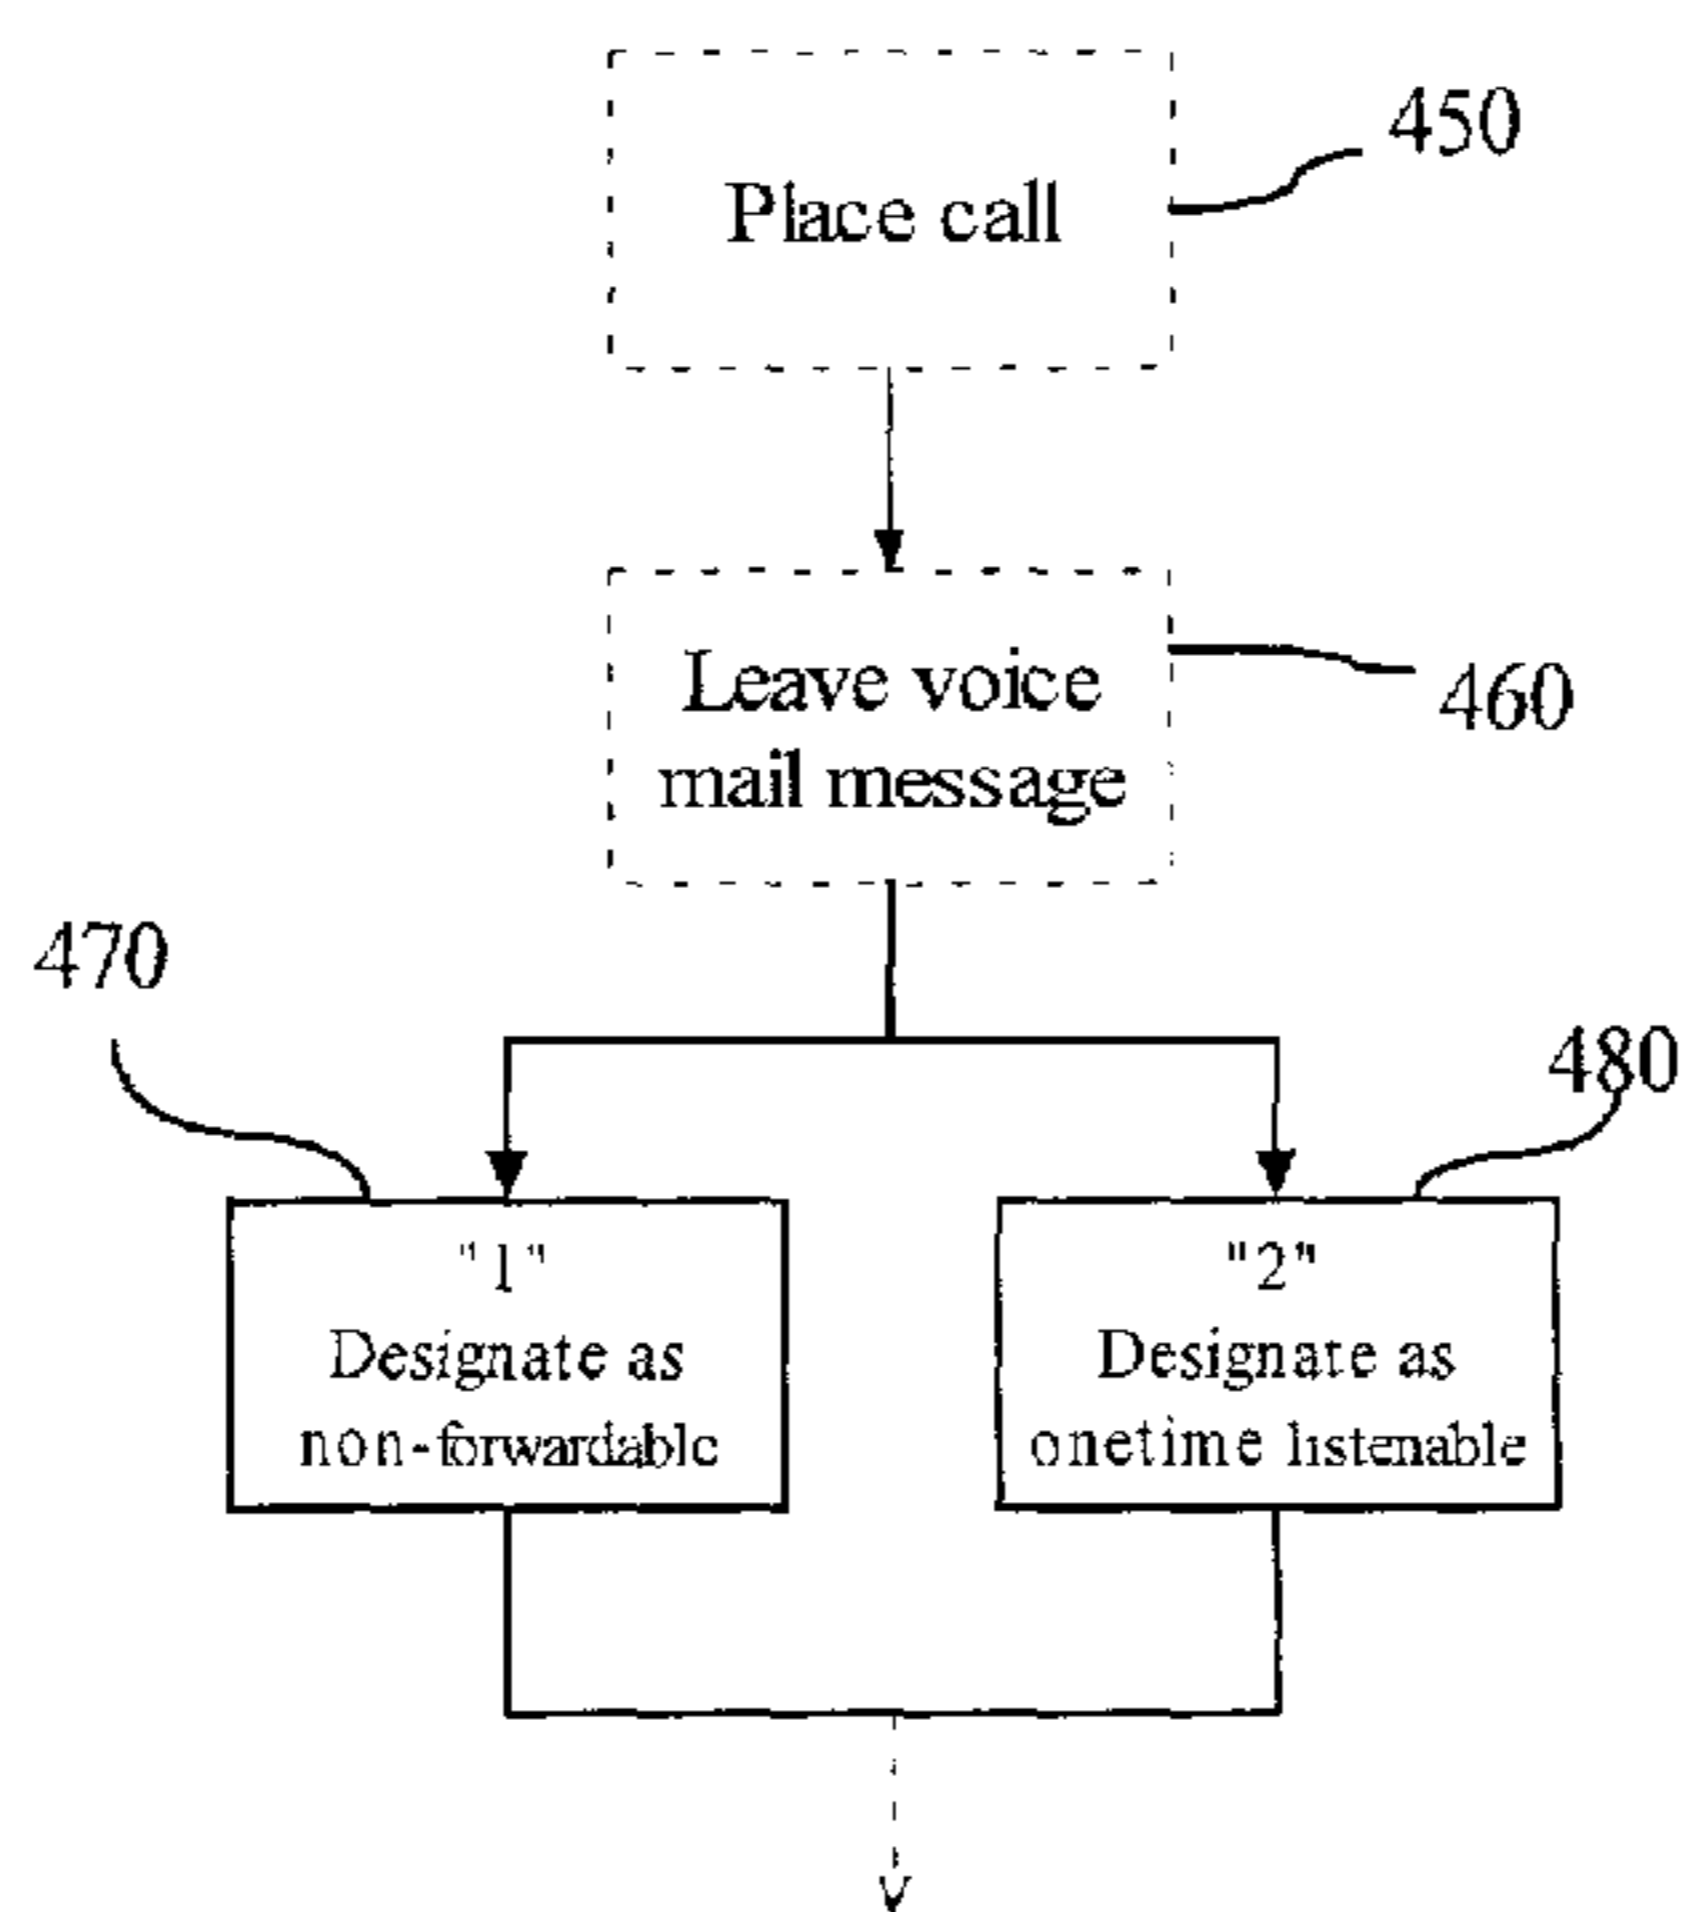 450
Place call
Leave voice
mail message
460
470
480
"1"
Designate as
non-forwardable
"2"
Designate as
onetime listenable